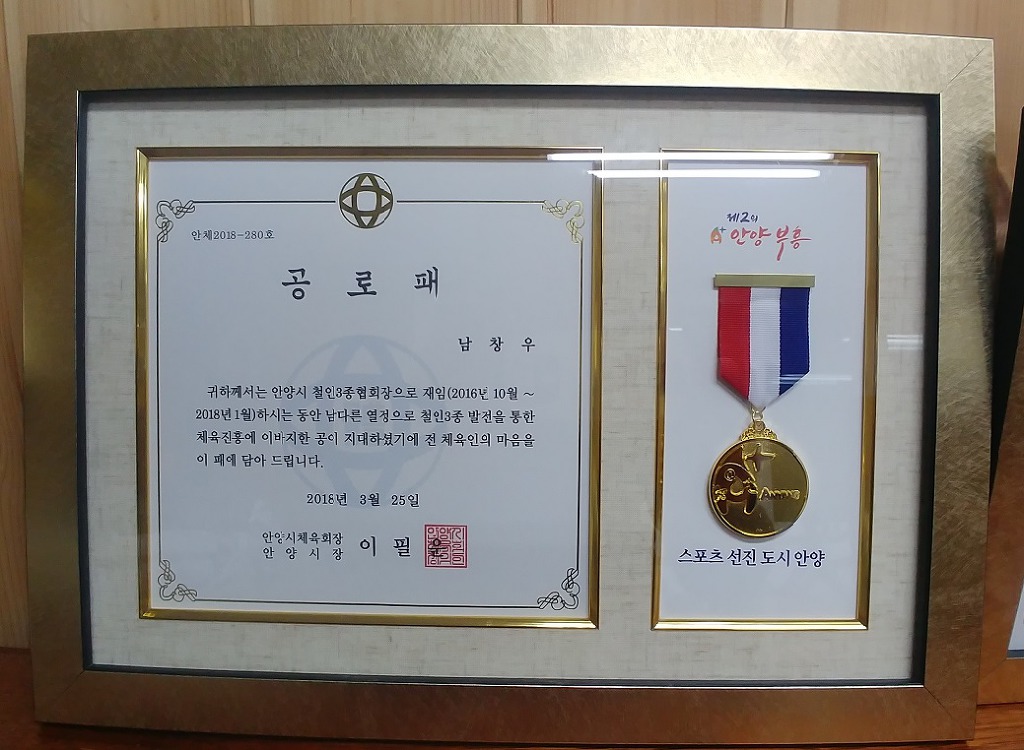 안체2018-280호
공 로 패
남 창 우
귀하께서는 안양시 철인3종협회장으로 재임(2016년 10월 ~
2018년 1월)하시는 동안 남다른 열정으로 철인3종 발전을 통한
체육진흥에 이바지한 공이 지대하셨기에 전 체육인의 마음을
이 패에 담아 드립니다.
2018년 3월 25일
안양시체육회장
안 양 시 장
이 필 운
제2의
A+ 안양 부흥
ANYANG
스포츠 선진 도시 안양